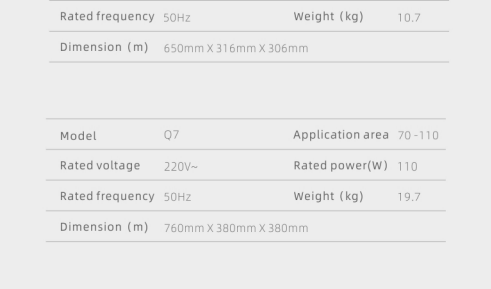 Rated frequency 50Hz Weight (kg) 10.7
Dimension (m) 650mm X 316mm X 306mm
Model Q7 Application area 70 -110
Rated voltage 220V~ Rated power(W) 110
Rated frequency 50Hz Weight (kg) 19.7
Dimension (m) 760mm X 380mm X 380mm